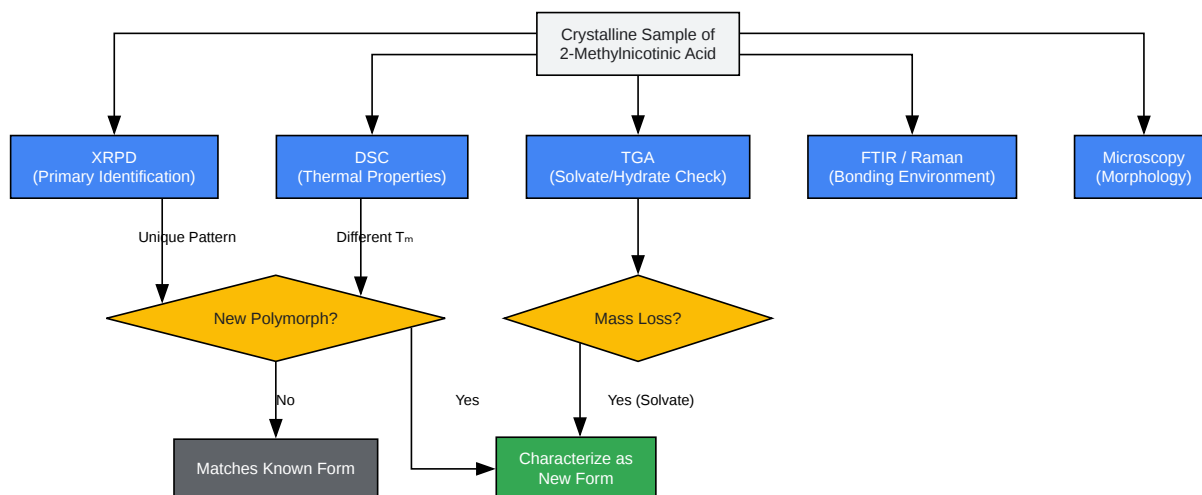 Crystalline Sample of
2-Methylnicotinic Acid
XRPD
(Primary Identification)
DSC
(Thermal Properties)
TGA
(Solvate/Hydrate Check)
FTIR / Raman
(Bonding Environment)
Microscopy
(Morphology)
Unique Pattern
Different Tₘ
New Polymorph?
Mass Loss?
No
Yes
Yes (Solvate)
Matches Known Form
Characterize as
New Form